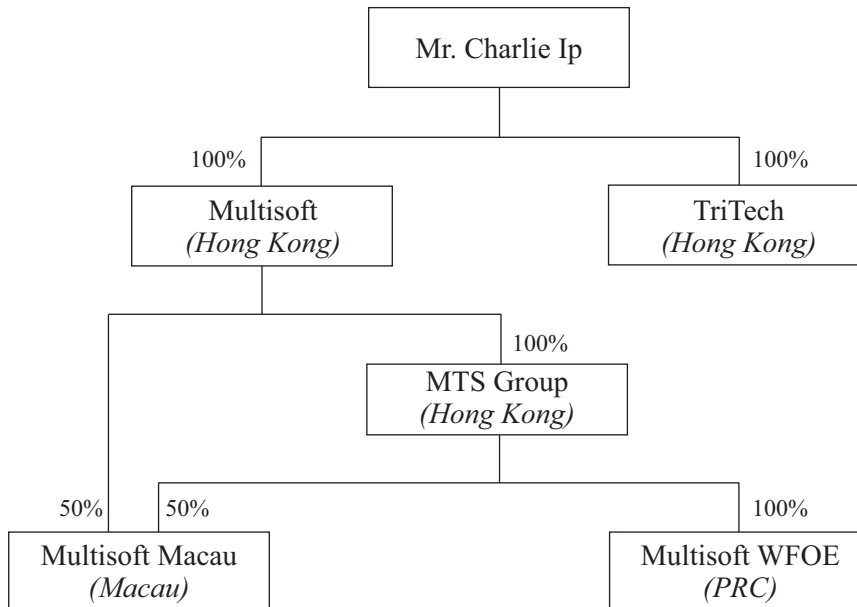 Mr. Charlie Ip
100%
100%
Multisoft
(Hong Kong)
TriTech
(Hong Kong)
100%
MTS Group
(Hong Kong)
50%
50%
100%
Multisoft Macau
(Macau)
Multisoft WFOE
(PRC)